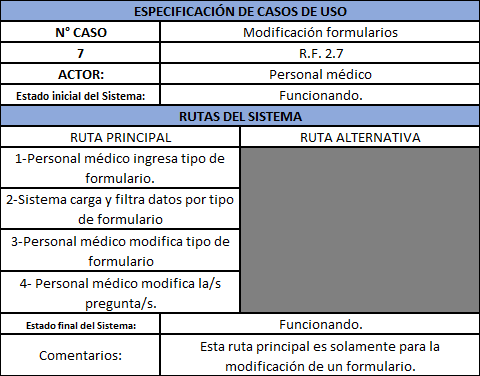 ESPECIFICACIÓN DE CASOS DE USO
N° CASO
Modificación formularios
7
R.F. 2.7
ACTOR:
Personal médico
Estado inicial del Sistema:
Funcionando.
RUTAS DEL SISTEMA
RUTA PRINCIPAL
RUTA ALTERNATIVA
1-Personal médico ingresa tipo de
formulario.
2-Sistema carga y filtra datos por tipo
de formulario
3-Personal médico modifica tipo de
formulario
4- Personal médico modifica la/s
pregunta/s.
Estado final del Sistema:
Funcionando.
Comentarios:
Esta ruta principal es solamente para la
modificación de un formulario.